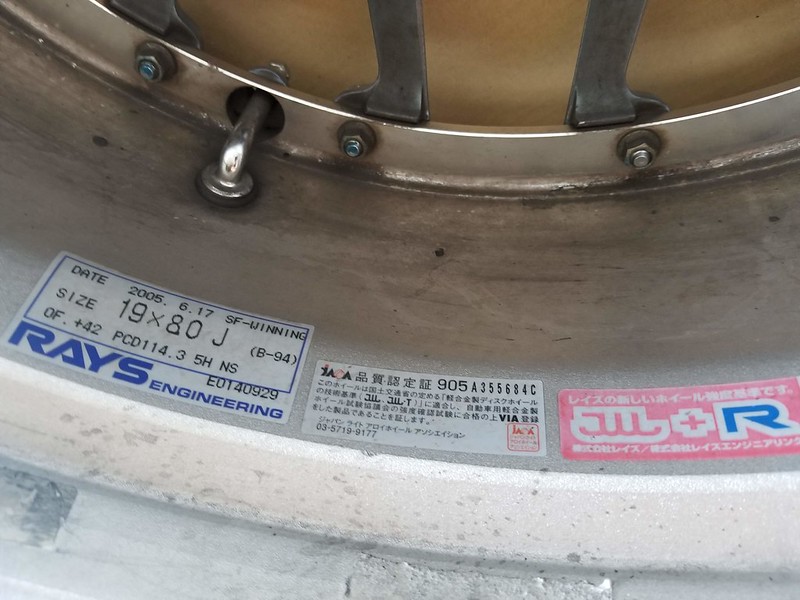 DATE 2005. 6.17 SF-WINNING
SIZE 19×80 J (B-94)
OF. +42 PCD114.3 5H NS
E0140929
RAYS ENGINEERING
JAWA 品質・認定証 905A355684C
このホイールは国土交通省の定める「軽合金製ディスクホイール
の技術基準(JWL. JWL-T)」に適合し、自動車用軽合金製
ホイール試験協議会の強度確認試験に合格の上VIA登録
をした製品であることを証します。
ジャパン ライト アロイホイール アソシエイション
03-5719-9177
レイズの新しいホイール強度基準です。
JWL+R
株式会社レイズ/株式会社レイズエンジニアリング